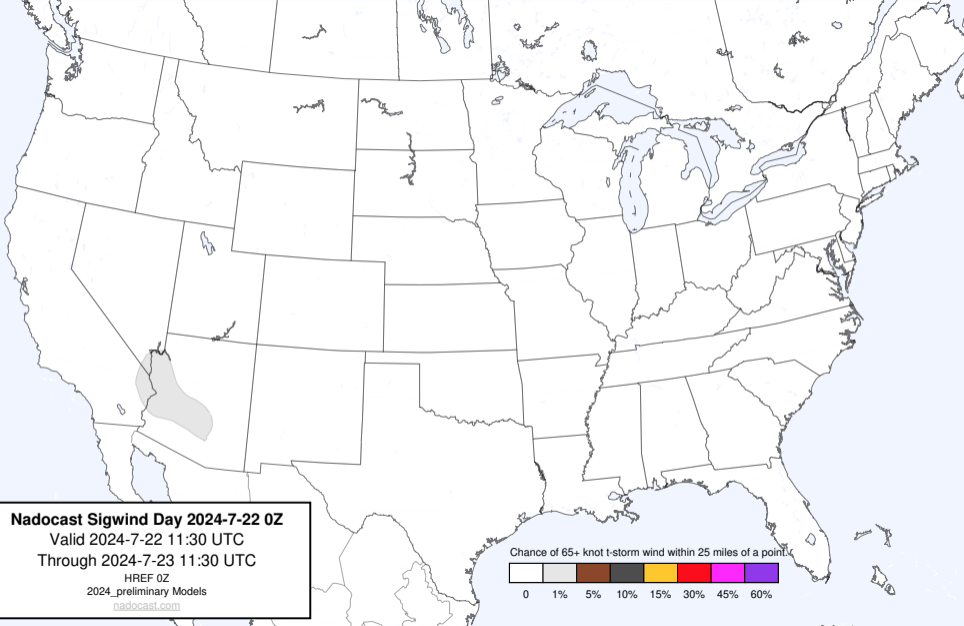 Nadocast Sigwind Day 2024-7-22 0Z
Valid 2024-7-22 11:30 UTC
Through 2024-7-23 11:30 UTC
HREF 0Z
2024_preliminary Models
nadocast.com
Chance of 65+ knot t-storm wind within 25 miles of a point.
0 1% 5% 10% 15% 30% 45% 60%